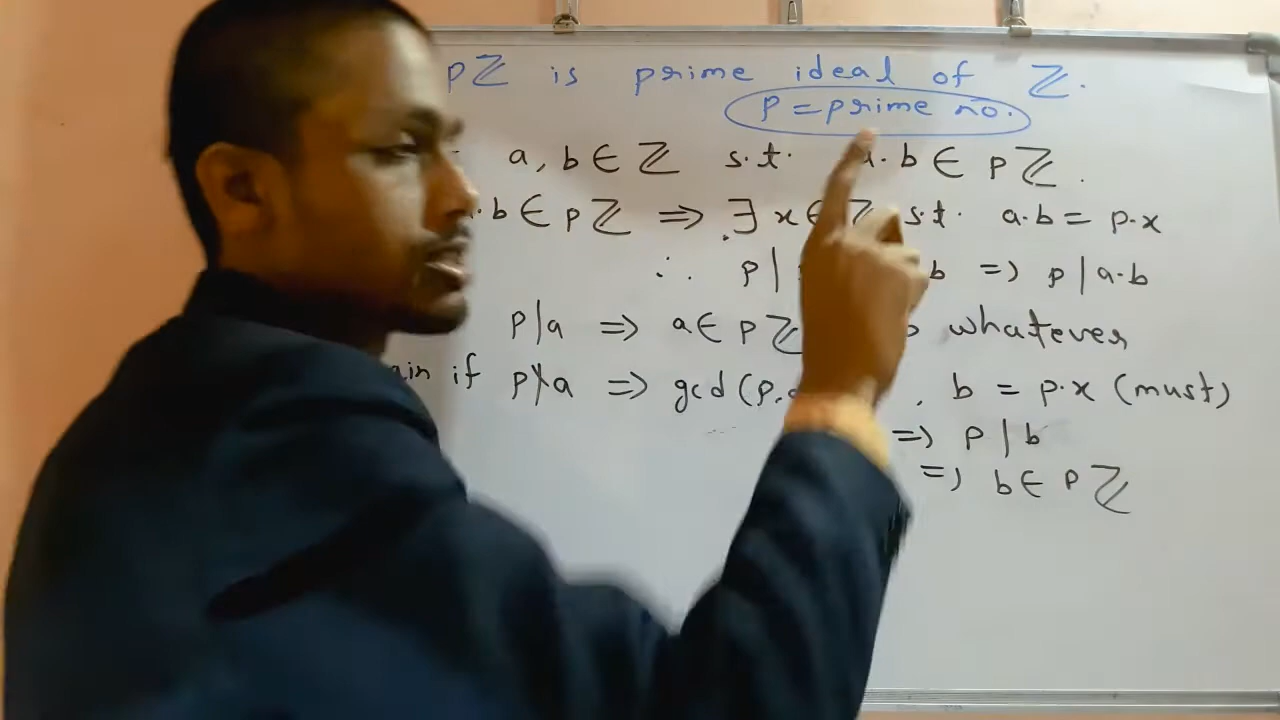 pℤ is prime ideal of ℤ.
p = prime no.
a, b ∈ ℤ s.t. a.b ∈ pℤ.
.b ∈ pℤ ⇒ ∃ x ∈ ℤ s.t. a.b = p.x
∴ p | b ⇒ p | a.b
p|a ⇒ a ∈ pℤ whatever
if p∤a ⇒ gcd (p, b = p.x (must)
⇒ p | b
⇒ b ∈ pℤ